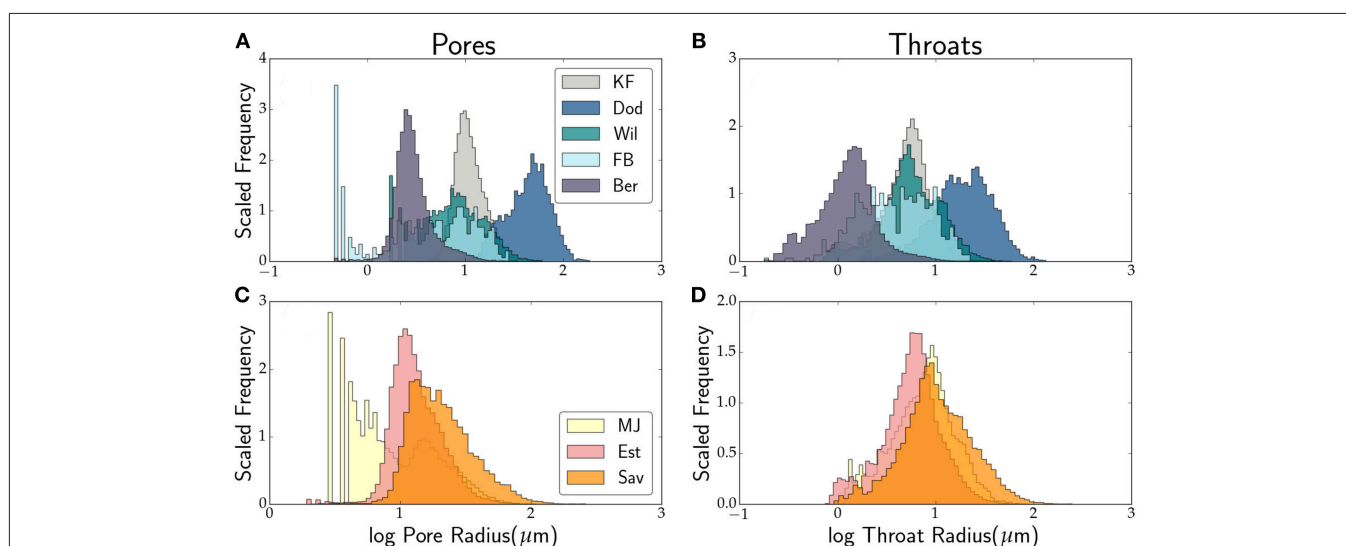 A Pores
Scaled Frequency
4
3
2
1
0
−1 0 1 2 3
KF
Dod
Wil
FB
Ber
B Throats
Scaled Frequency
3
2
1
0
−1 0 1 2 3
C
Scaled Frequency
3
2
1
0
0 1 2 3
log Pore Radius(μm)
MJ
Est
Sav
D
Scaled Frequency
2.0
1.5
1.0
0.5
0.0
−1 0 1 2 3
log Throat Radius(μm)